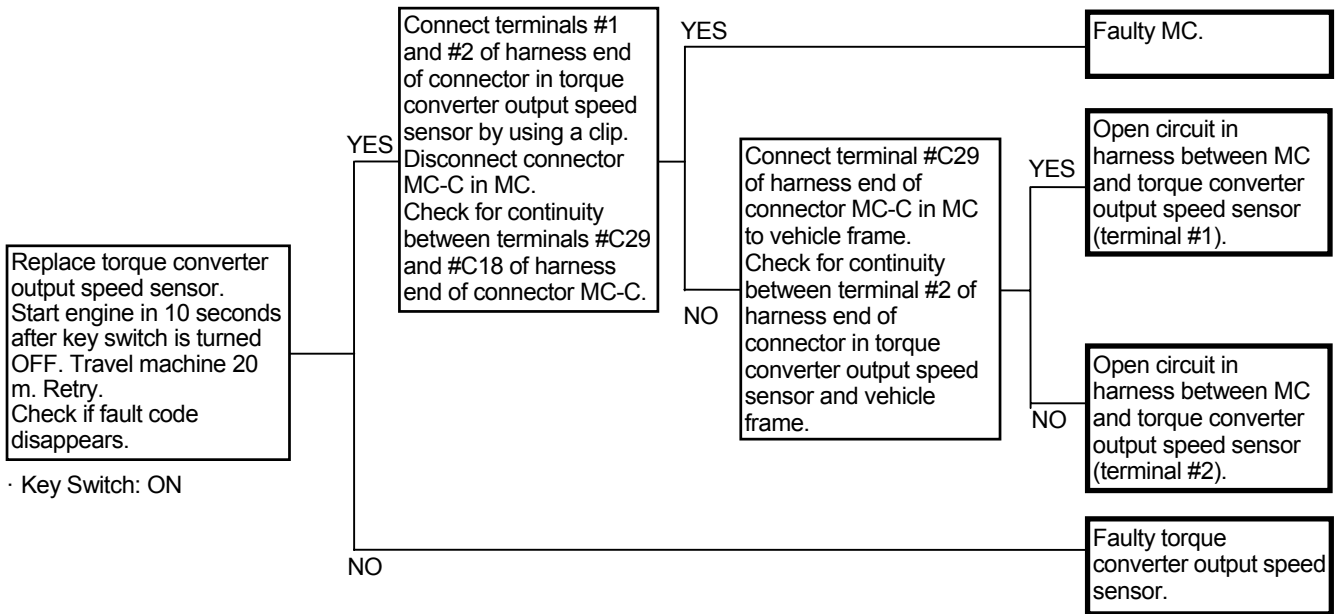 Replace torque converter
output speed sensor.
Start engine in 10 seconds
after key switch is turned
OFF. Travel machine 20
m. Retry.
Check if fault code
disappears.
· Key Switch: ON
YES
NO
Connect terminals #1
and #2 of harness end
of connector in torque
converter output speed
sensor by using a clip.
Disconnect connector
MC-C in MC.
Check for continuity
between terminals #C29
and #C18 of harness
end of connector MC-C.
YES
NO
Connect terminal #C29
of harness end of
connector MC-C in MC
to vehicle frame.
Check for continuity
between terminal #2 of
harness end of
connector in torque
converter output speed
sensor and vehicle
frame.
YES
NO
Faulty MC.
Open circuit in
harness between MC
and torque converter
output speed sensor
(terminal #1).
Open circuit in
harness between MC
and torque converter
output speed sensor
(terminal #2).
Faulty torque
converter output speed
sensor.